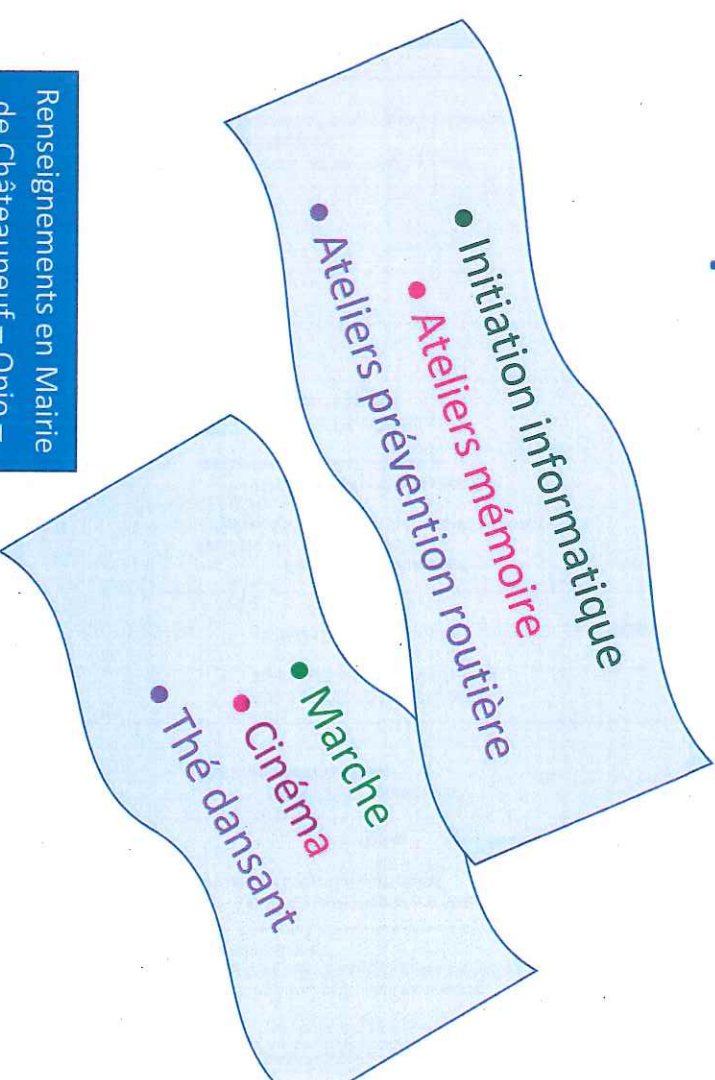 • Initiation informatique
• Ateliers mémoire
• Ateliers prévention routière
• Marche
• Cinéma
• Thé dansant
Renseignements en Mairie
de Châteauneuf – Opio –